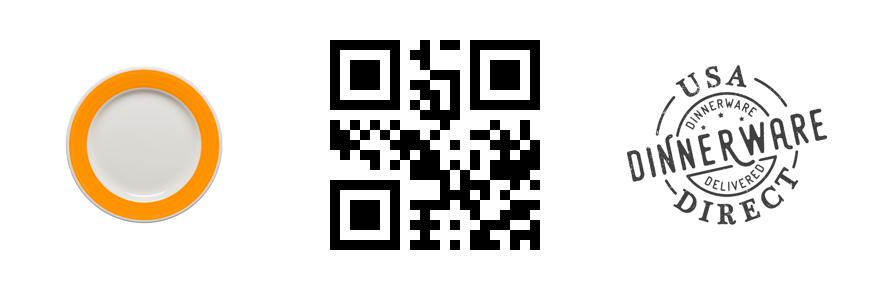 USA
DINNERWARE
DINNERWARE
DELIVERED
DIRECT